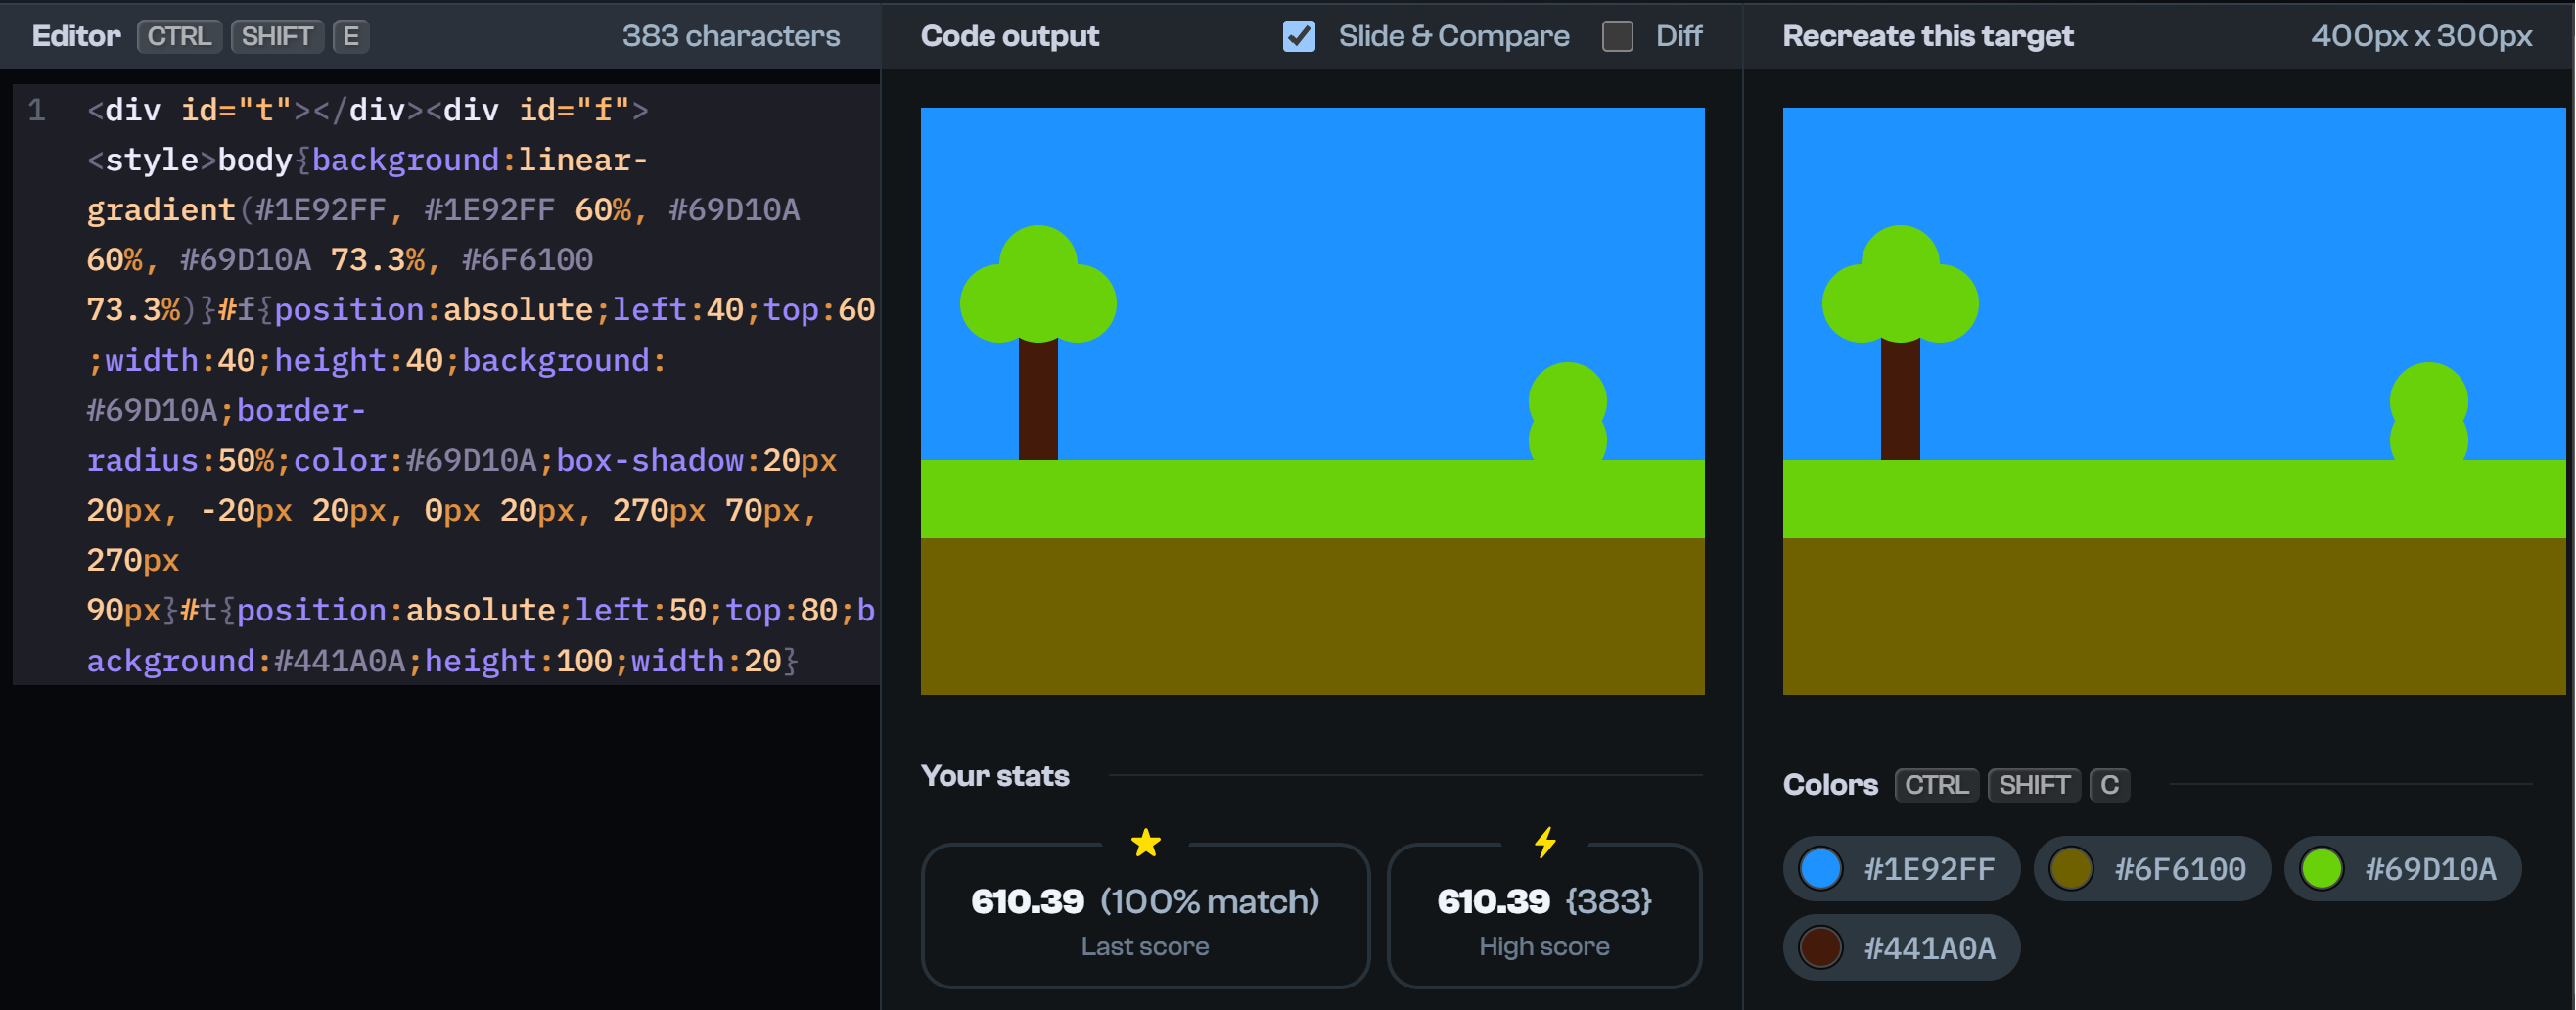 Editor CTRL SHIFT E 383 characters
1 <div id="t"></div><div id="f">
<style>body{background:linear-
gradient(#1E92FF, #1E92FF 60%, #69D10A
60%, #69D10A 73.3%, #6F6100
73.3%)}#f{position:absolute;left:40;top:60
;width:40;height:40;background:
#69D10A;border-
radius:50%;color:#69D10A;box-shadow:20px
20px, -20px 20px, 0px 20px, 270px 70px,
270px
90px}#t{position:absolute;left:50;top:80;b
ackground:#441A0A;height:100;width:20}
Code output Slide & Compare Diff
Your stats
610.39 (100% match)
Last score
610.39 {383}
High score
Recreate this target 400px x 300px
Colors CTRL SHIFT C
#1E92FF #6F6100 #69D10A
#441A0A